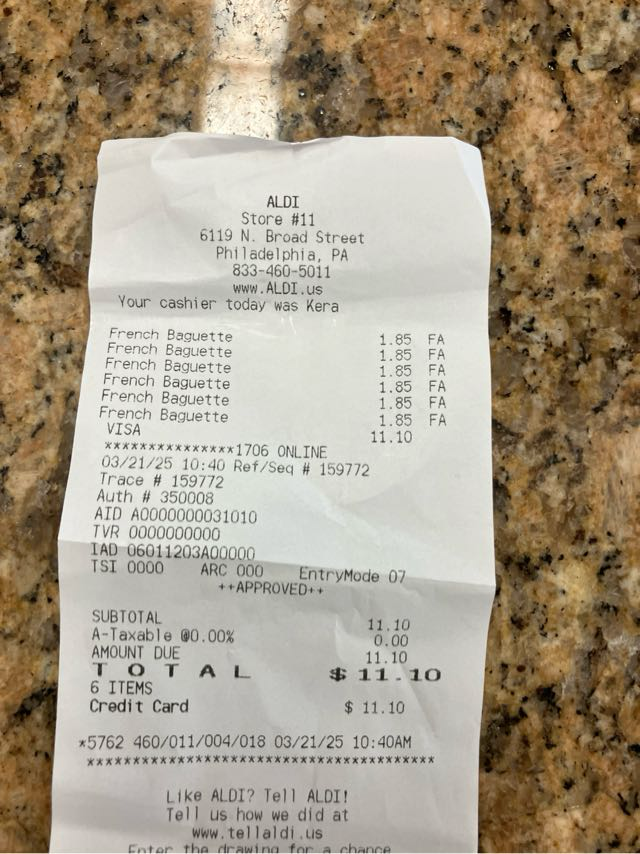 ALDI
Store #11
6119 N. Broad Street
Philadelphia, PA
833-460-5011
www.ALDI.us
Your cashier today was Kera
French Baguette 1.85 FA
French Baguette 1.85 FA
French Baguette 1.85 FA
French Baguette 1.85 FA
French Baguette 1.85 FA
French Baguette 1.85 FA
VISA 11.10
***************1706 ONLINE
03/21/25 10:40 Ref/Seq # 159772
Trace # 159772
Auth # 350008
AID A0000000031010
TVR 0000000000
IAD 06011203A00000
TSI 0000 ARC 000 EntryMode 07
++APPROVED++
SUBTOTAL 11.10
A-Taxable @0.00% 0.00
AMOUNT DUE 11.10
TOTAL $11.10
6 ITEMS
Credit Card $ 11.10
*5762 460/011/004/018 03/21/25 10:40AM
****************************************
Like ALDI? Tell ALDI!
Tell us how we did at
www.tellaldi.us
Enter the drawing for a chance